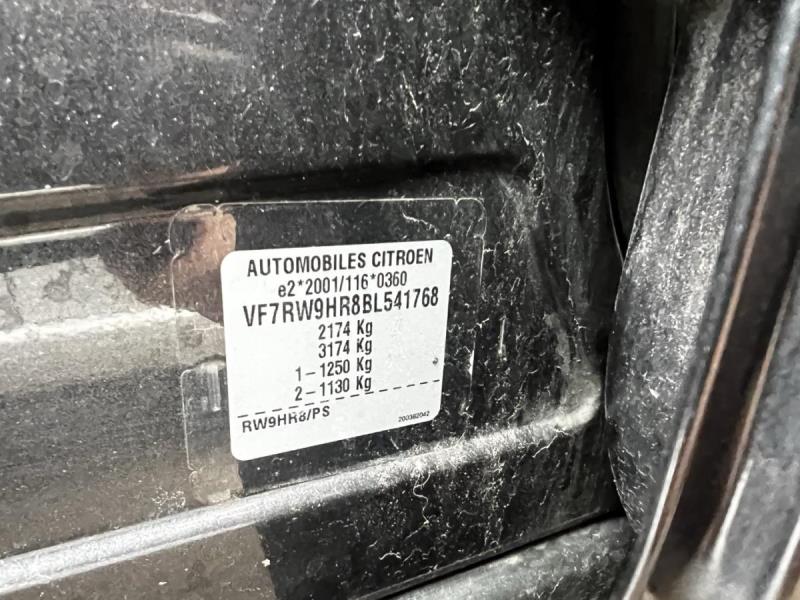 AUTOMOBILES CITROEN
e2*2001/116*0360
VF7RW9HR8BL541768
2174 Kg
3174 Kg
1-1250 Kg
2-1130 Kg
RW9HR8/PS
200382042